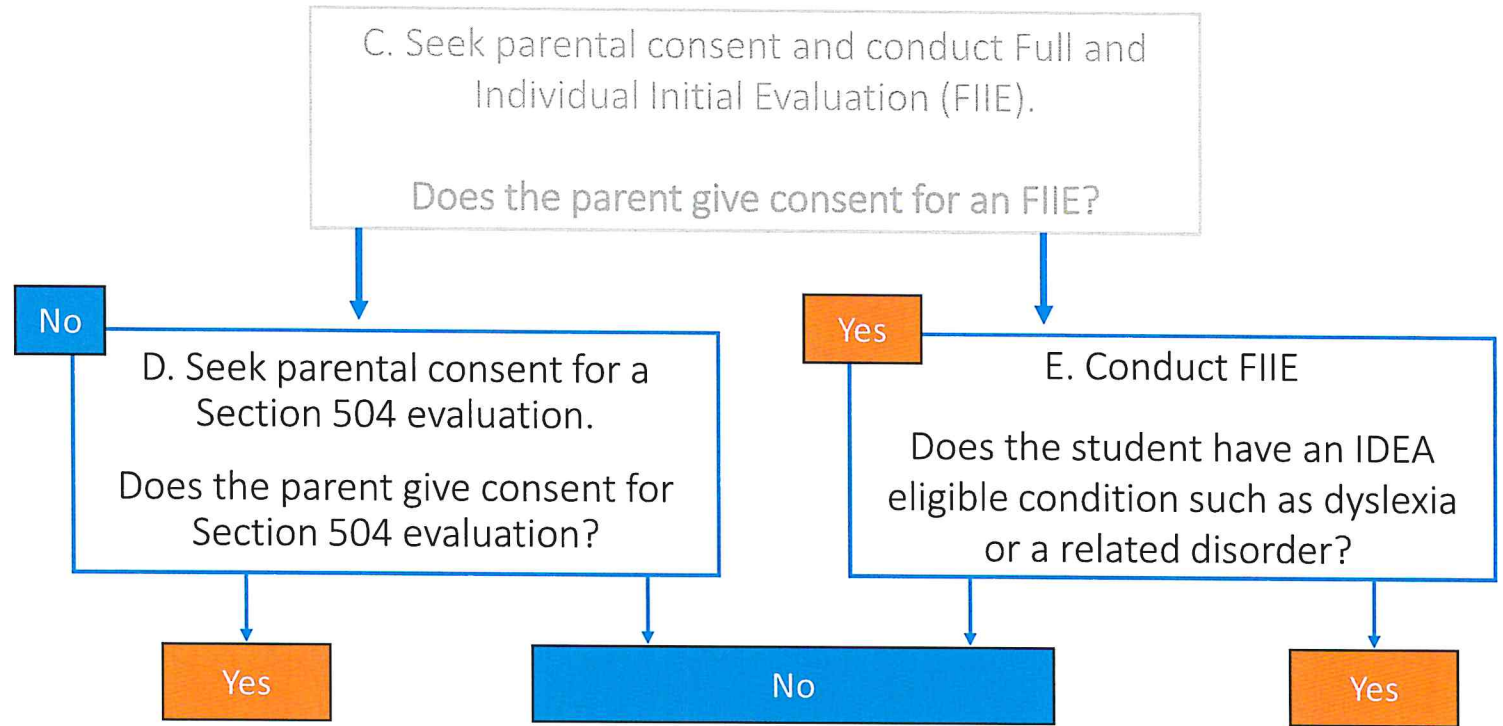 C. Seek parental consent and conduct Full and
Individual Initial Evaluation (FIIE).
Does the parent give consent for an FIIE?
No
D. Seek parental consent for a
Section 504 evaluation.
Does the parent give consent for
Section 504 evaluation?
Yes
E. Conduct FIIE
Does the student have an IDEA
eligible condition such as dyslexia
or a related disorder?
Yes
No
Yes